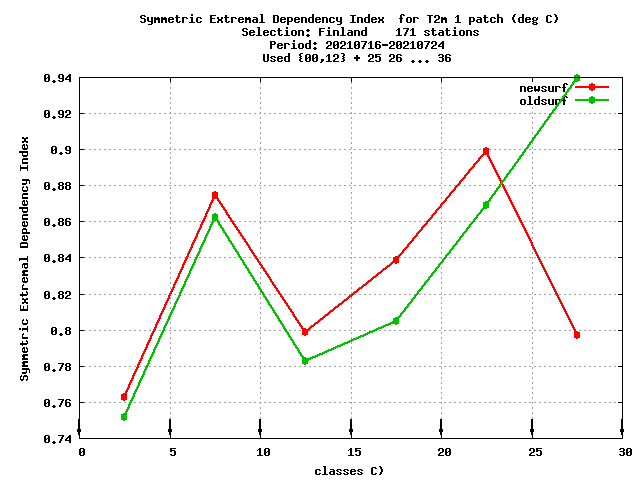 Symmetric Extremal Dependency Index  for T2m 1 patch (deg C)
Selection: Finland    171 stations
Period: 20210716-20210724
Used {00,12} + 25 26 ... 36
newsurf
oldsurf
Symmetric Extremal Dependency Index
0.94
0.92
0.9
0.88
0.86
0.84
0.82
0.8
0.78
0.76
0.74
0 5 10 15 20 25 30
classes C)